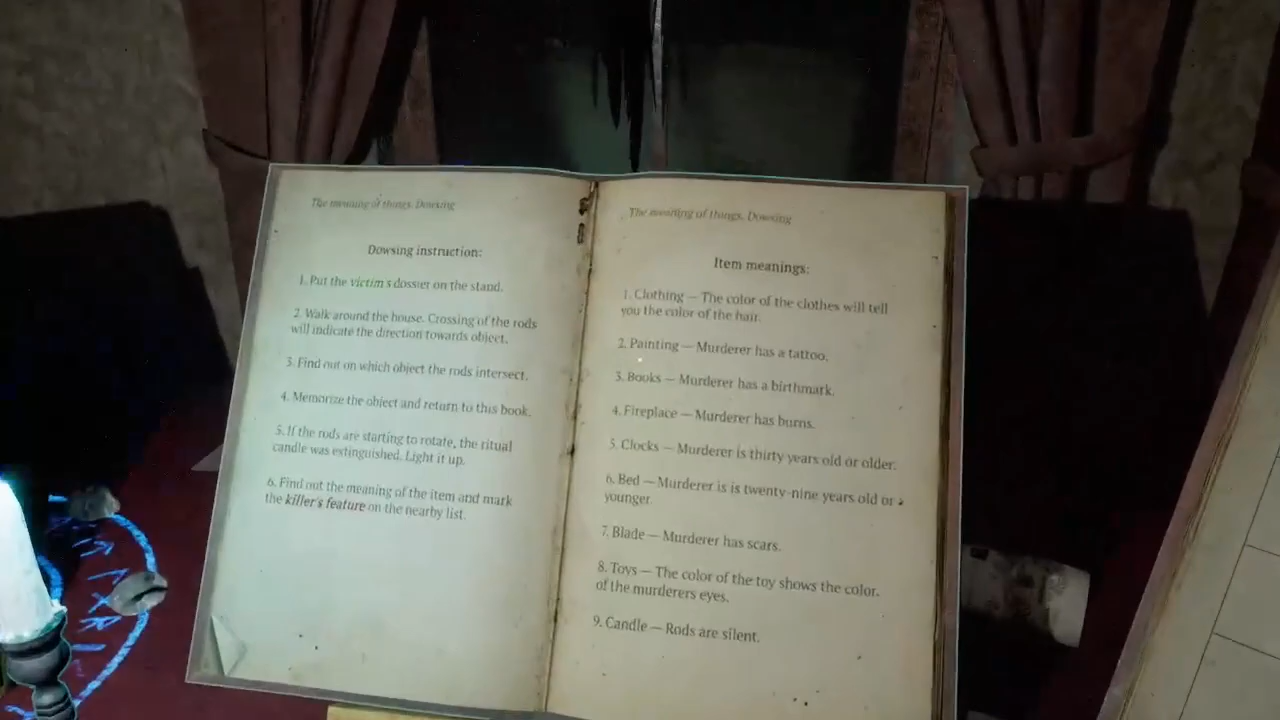 The meaning of things. Dowsing
Dowsing instruction:
1. Put the victim's dossier on the stand.
2. Walk around the house. Crossing of the rods
will indicate the direction towards object.
3. Find out on which object the rods intersect.
4. Memorize the object and return to this book.
5. If the rods are starting to rotate, the ritual
candle was extinguished. Light it up.
6. Find out the meaning of the item and mark
the killer's feature on the nearby list.
The meaning of things. Dowsing
Item meanings:
1. Clothing — The color of the clothes will tell
you the color of the hair.
2. Painting — Murderer has a tattoo.
3. Books — Murderer has a birthmark.
4. Fireplace — Murderer has burns.
5. Clocks — Murderer is thirty years old or older.
6. Bed — Murderer is is twenty-nine years old or
younger.
7. Blade — Murderer has scars.
8. Toys — The color of the toy shows the color.
of the murderers eyes.
9. Candle — Rods are silent.